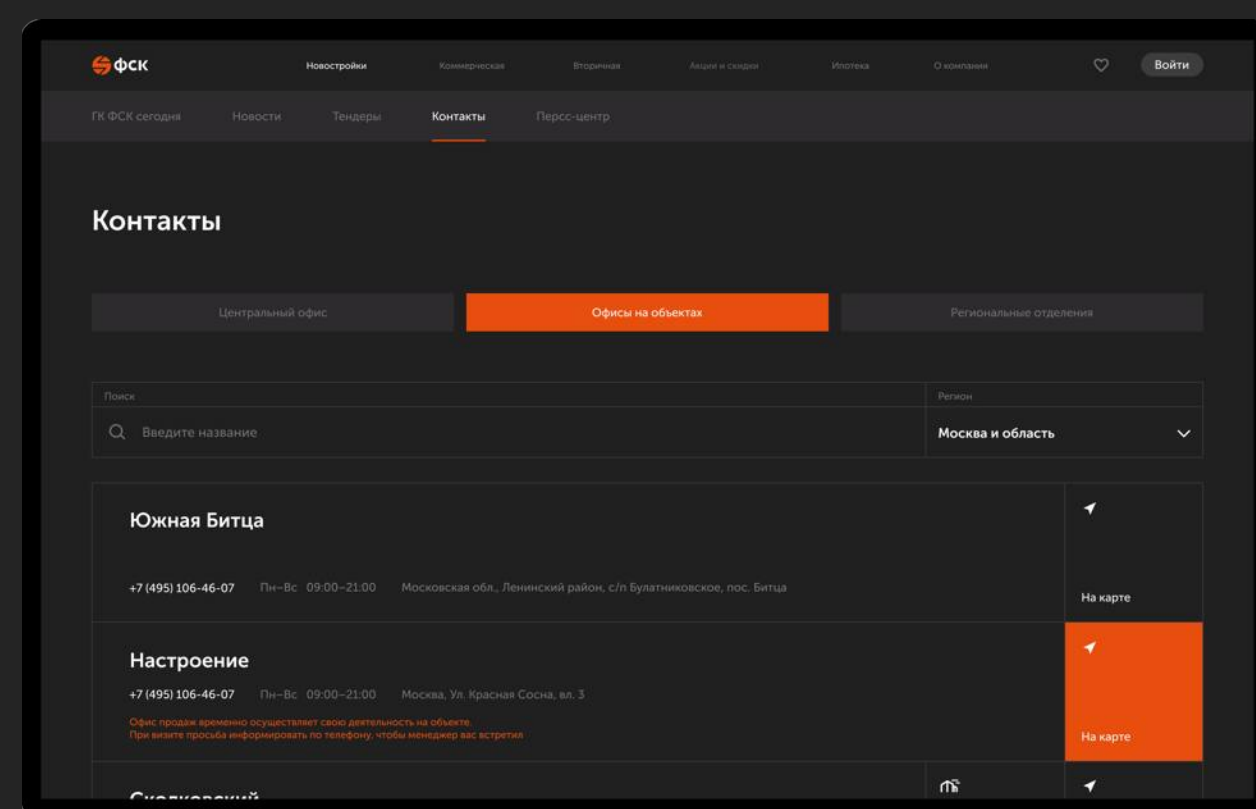 ФСК
Новостройки Коммерческая Вторичная Акции и скидки Ипотека О компании Войти
ГК ФСК сегодня Новости Тендеры Контакты Персс-центр
Контакты
Центральный офис Офисы на объектах Региональные отделения
Поиск Регион
Введите название Москва и область
Южная Битца
+7 (495) 106-46-07 Пн–Вс 09:00–21:00 Московская обл., Ленинский район, с/п Булатниковское, пос. Битца
На карте
Настроение
+7 (495) 106-46-07 Пн–Вс 09:00–21:00 Москва, Ул. Красная Сосна, вл. 3
Офис продаж временно осуществляет свою деятельность на объекте.
При визите просьба информировать по телефону, чтобы менеджер вас встретил
На карте
Сколковский